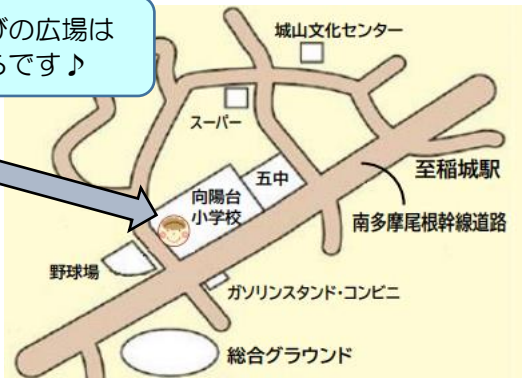 びの広場は
らです♪
城山文化センター
スーパー
五中
至稲城駅
向陽台
小学校
南多摩尾根幹線道路
野球場
ガソリンスタンド・コンビニ
総合グラウンド